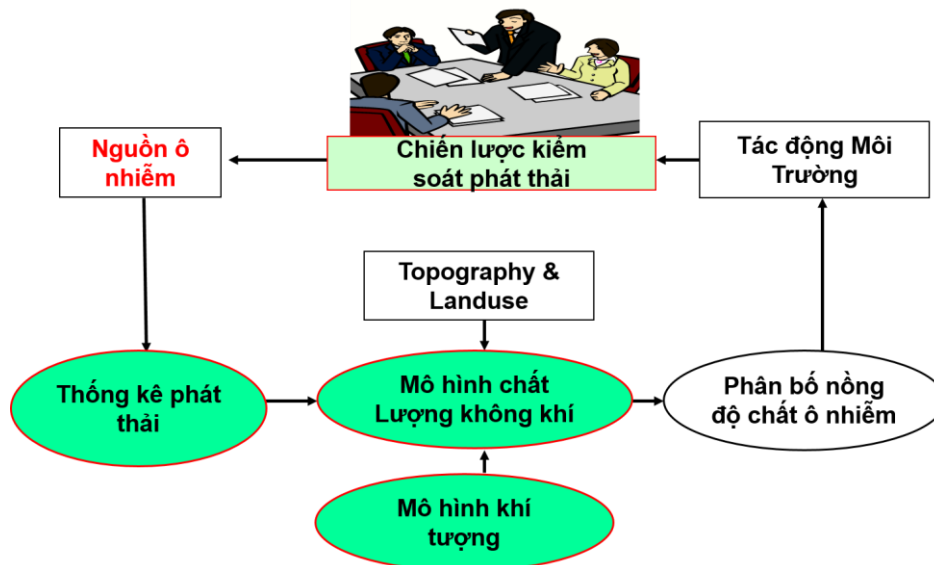 Nguồn ô
nhiễm
Chiến lược kiểm
soát phát thải
Tác động Môi
Trường
Topography &
Landuse
Thống kê phát
thải
Mô hình chất
Lượng không khí
Phân bố nồng
độ chất ô nhiễm
Mô hình khí
tượng